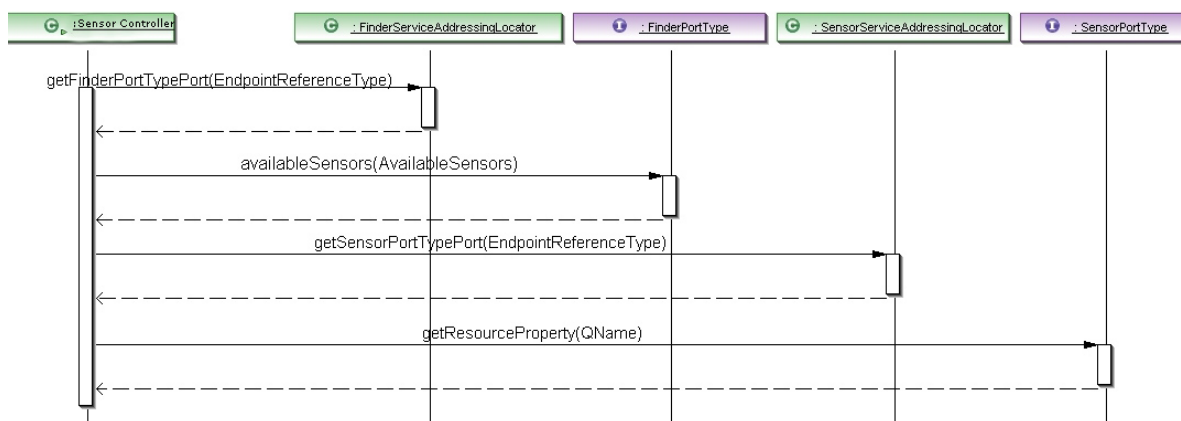 :Sensor Controller
: FinderServiceAddressingLocator
: FinderPortType
: SensorServiceAddressingLocator
: SensorPortType
getFinderPortTypePort(EndpointReferenceType)
availableSensors(AvailableSensors)
getSensorPortTypePort(EndpointReferenceType)
getResourceProperty(QName)